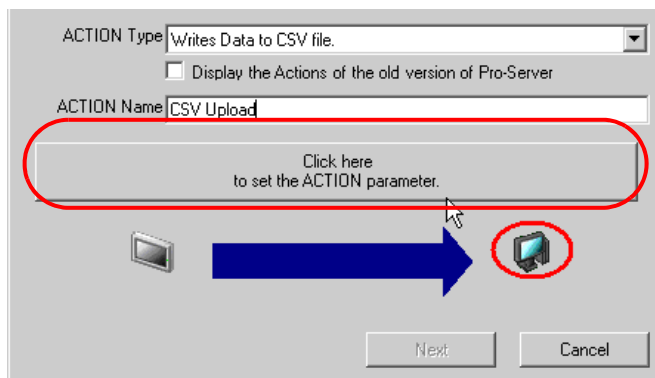 ACTION Type Writes Data to CSV file.
Display the Actions of the old version of Pro-Server
ACTION Name CSV Upload
Click here
to set the ACTION parameter.
Next Cancel